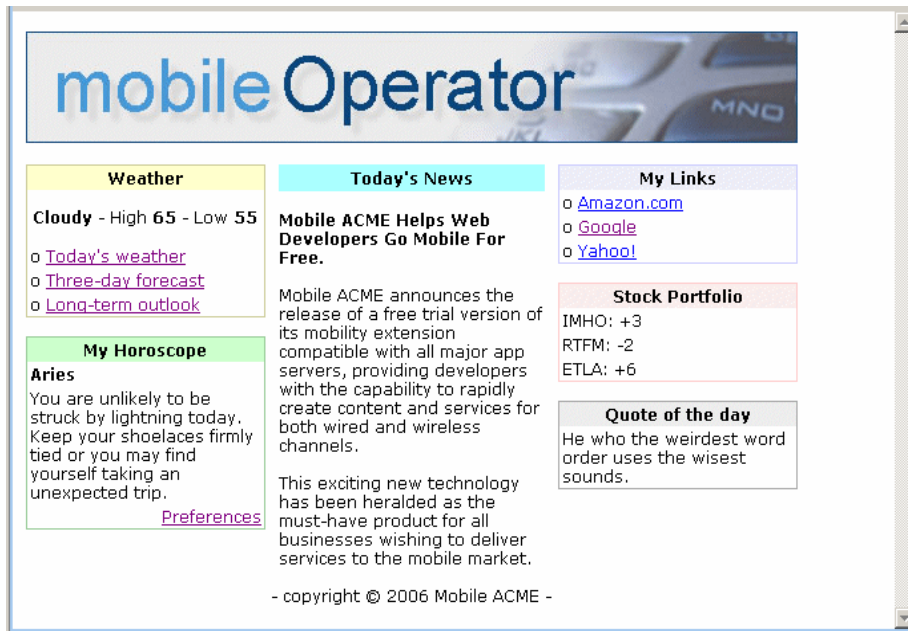 mobile Operator
ABC
DEF
JKL
MNO
Weather
Cloudy - High 65 - Low 55
o Today's weather
o Three-day forecast
o Long-term outlook
My Horoscope
Aries
You are unlikely to be
struck by lightning today.
Keep your shoelaces firmly
tied or you may find
yourself taking an
unexpected trip.
Preferences
Today's News
Mobile ACME Helps Web
Developers Go Mobile For
Free.
Mobile ACME announces the
release of a free trial version of
its mobility extension
compatible with all major app
servers, providing developers
with the capability to rapidly
create content and services for
both wired and wireless
channels.
This exciting new technology
has been heralded as the
must-have product for all
businesses wishing to deliver
services to the mobile market.
My Links
o Amazon.com
o Google
o Yahoo!
Stock Portfolio
IMHO: +3
RTFM: -2
ETLA: +6
Quote of the day
He who the weirdest word
order uses the wisest
sounds.
- copyright © 2006 Mobile ACME -